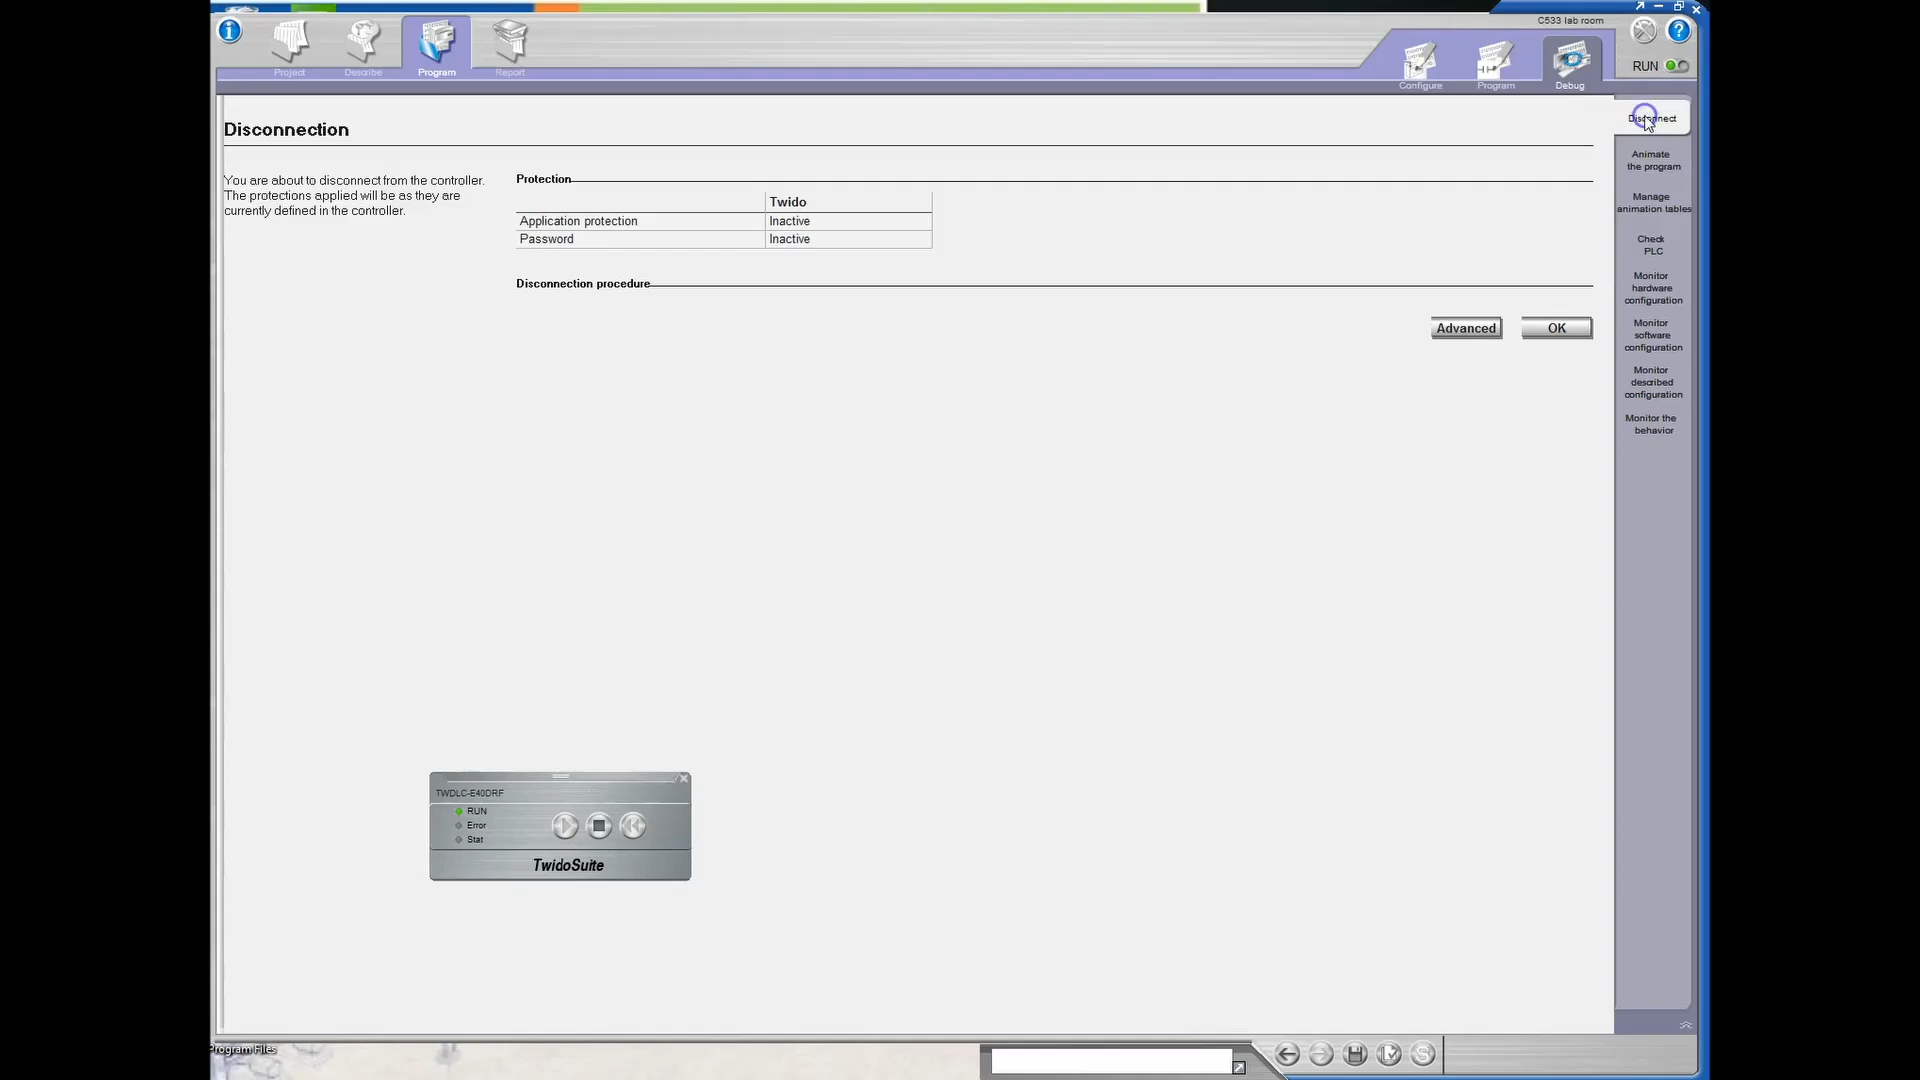 C533 lab room
Project
Describe
Program
Report
Configure
Program
Debug
RUN
Disconnection
Disconnect
You are about to disconnect from the controller.
The protections applied will be as they are
currently defined in the controller.
Protection
Twido
Application protection Inactive
Password Inactive
Disconnection procedure
Advanced OK
Animate
the program
Manage
animation tables
Check
PLC
Monitor
hardware
configuration
Monitor
software
configuration
Monitor
described
configuration
Monitor the
behavior
TWDLC-E40DRF
RUN
Error
Stat
TwidoSuite
Program Files